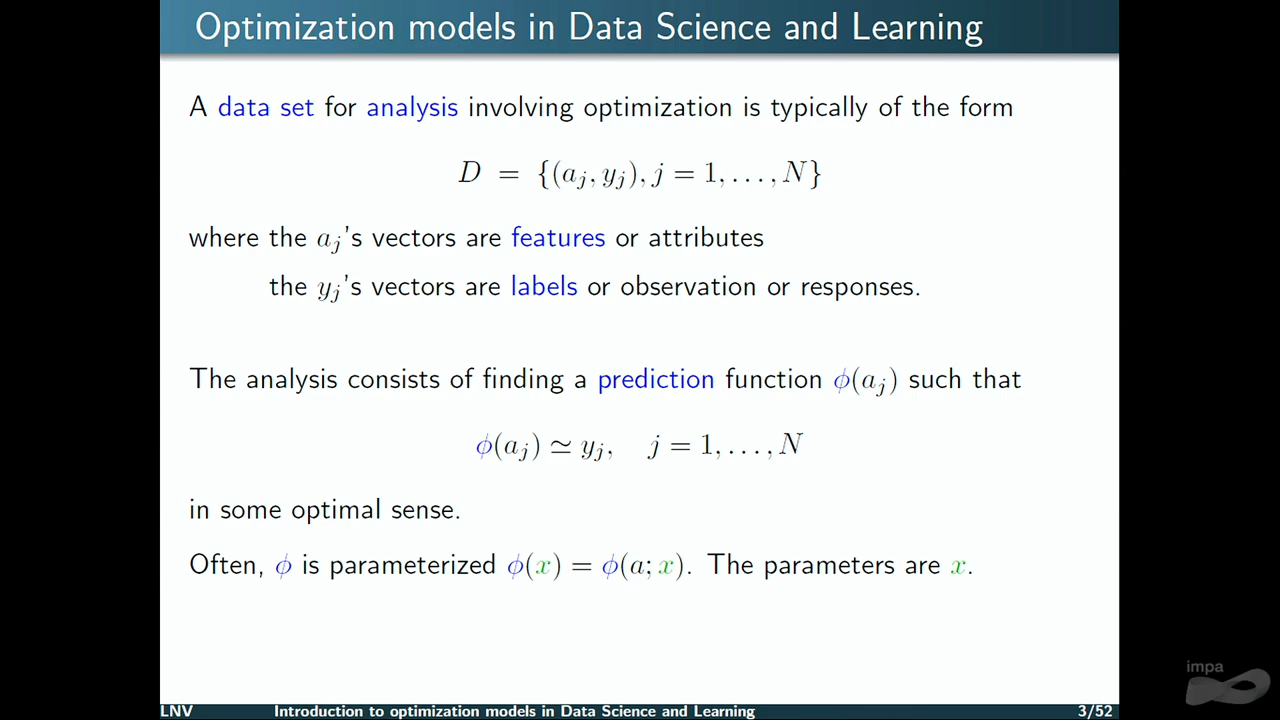 Optimization models in Data Science and Learning
A data set for analysis involving optimization is typically of the form
D = {(a_j, y_j), j = 1, . . . , N}
where the a_j's vectors are features or attributes
the y_j's vectors are labels or observation or responses.
The analysis consists of finding a prediction function ϕ(a_j) such that
ϕ(a_j) ≃ y_j, j = 1, . . . , N
in some optimal sense.
Often, ϕ is parameterized ϕ(x) = ϕ(a; x). The parameters are x.
impa
LNV Introduction to optimization models in Data Science and Learning 3/52